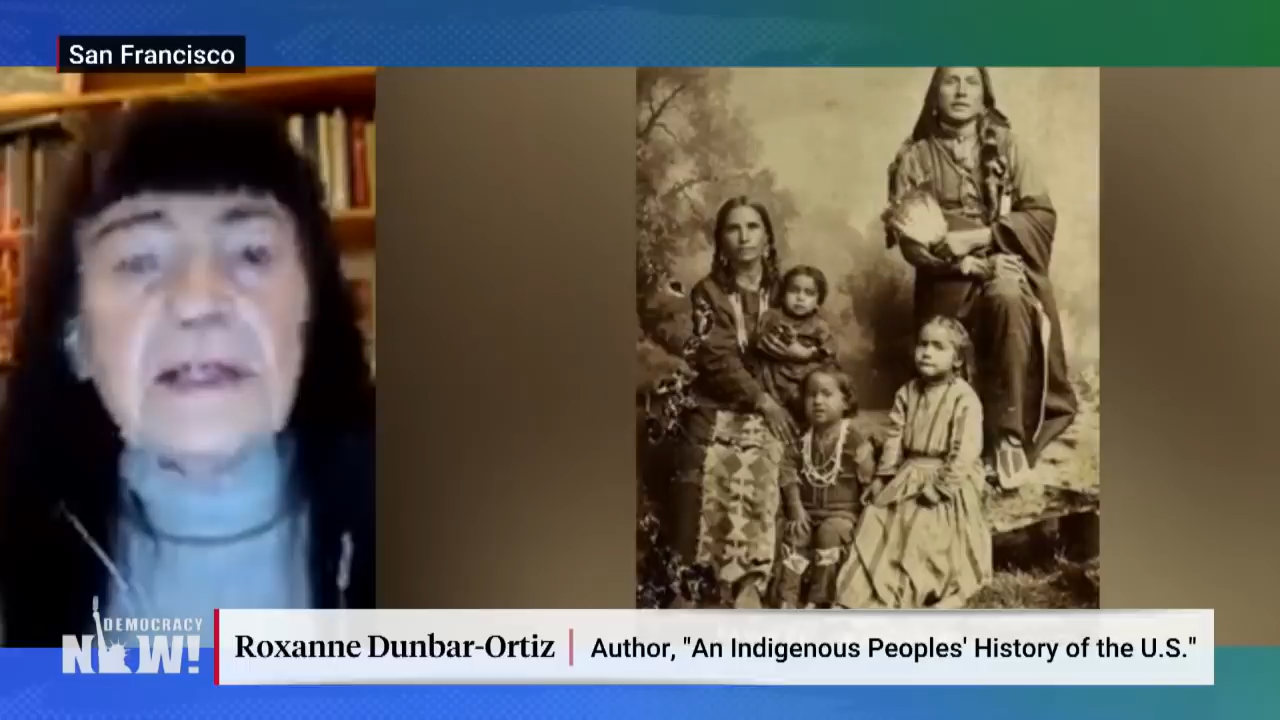 San Francisco
DEMOCRACY
NOW!
Roxanne Dunbar-Ortiz
Author, "An Indigenous Peoples' History of the U.S."